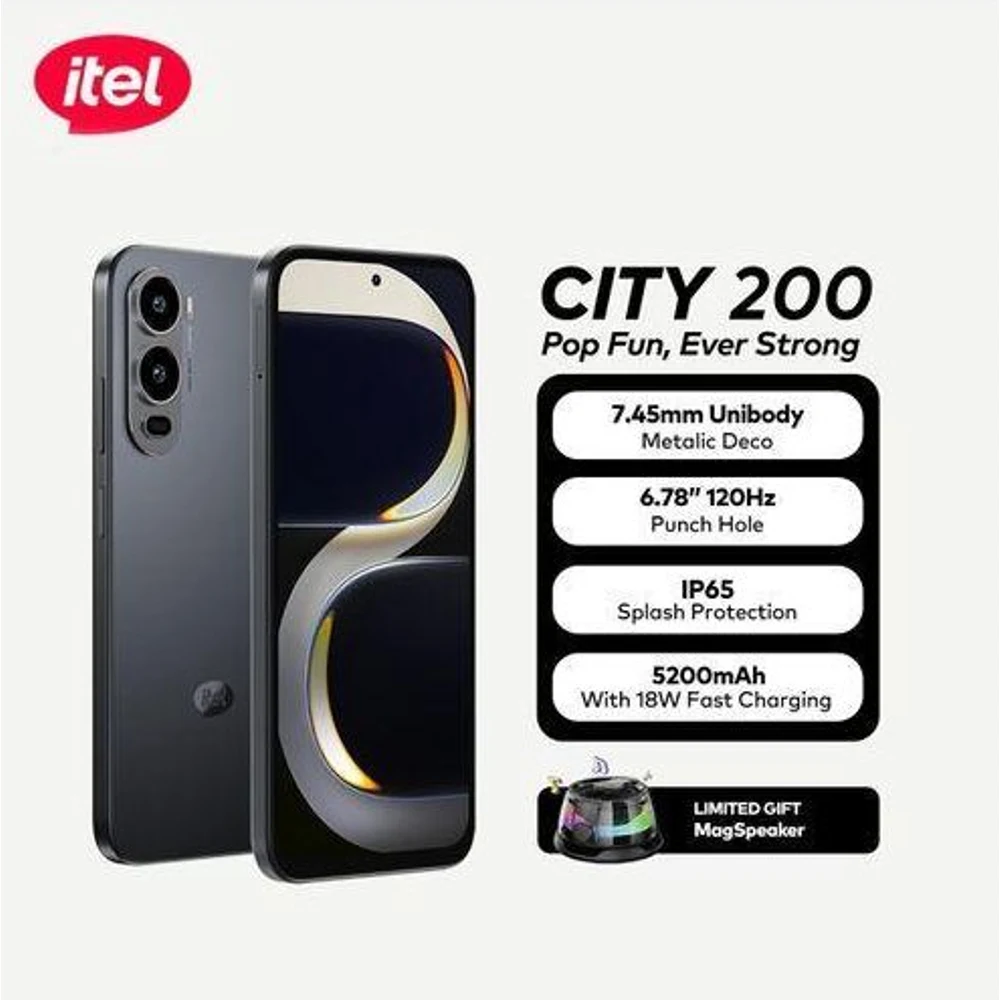 itel
CITY 200
Pop Fun, Ever Strong
7.45mm Unibody
Metalic Deco
6.78" 120Hz
Punch Hole
IP65
Splash Protection
5200mAh
With 18W Fast Charging
itel
LIMITED GIFT
MagSpeaker